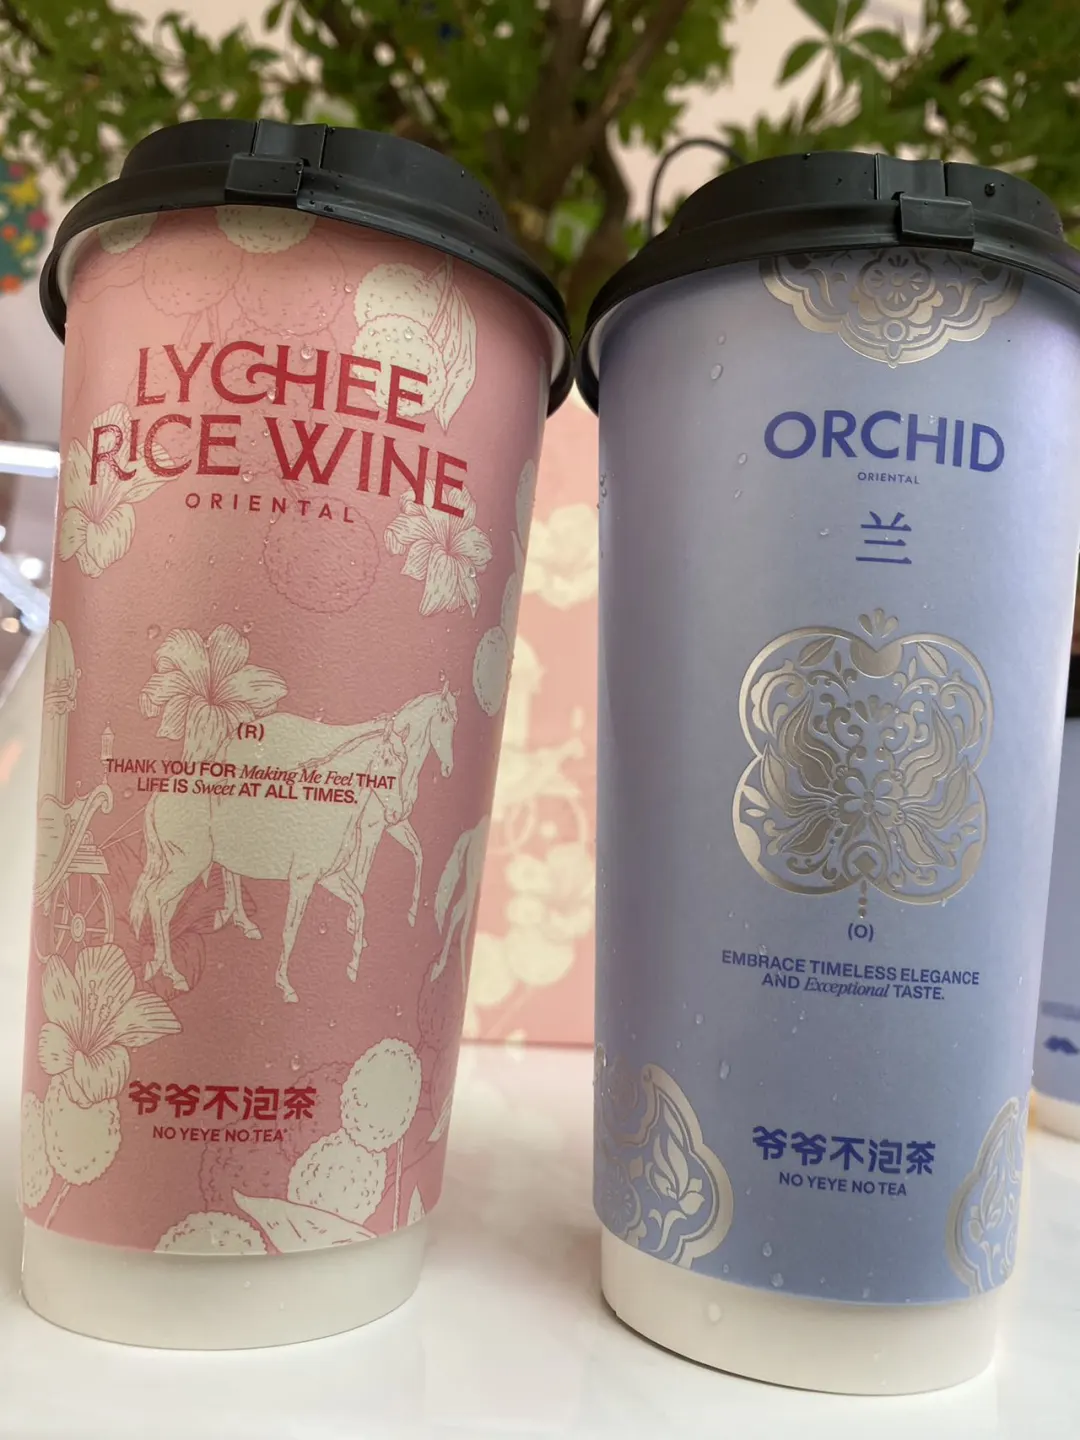 LYCHEE
RICE WINE
ORIENTAL
(R)
THANK YOU FOR Making Me Feel THAT
LIFE IS Sweet AT ALL TIMES.
爷爷不泡茶
NO YEYE NO TEA
ORCHID
ORIENTAL
兰
(O)
EMBRACE TIMELESS ELEGANCE
AND Exceptional TASTE.
爷爷不泡茶
NO YEYE NO TEA